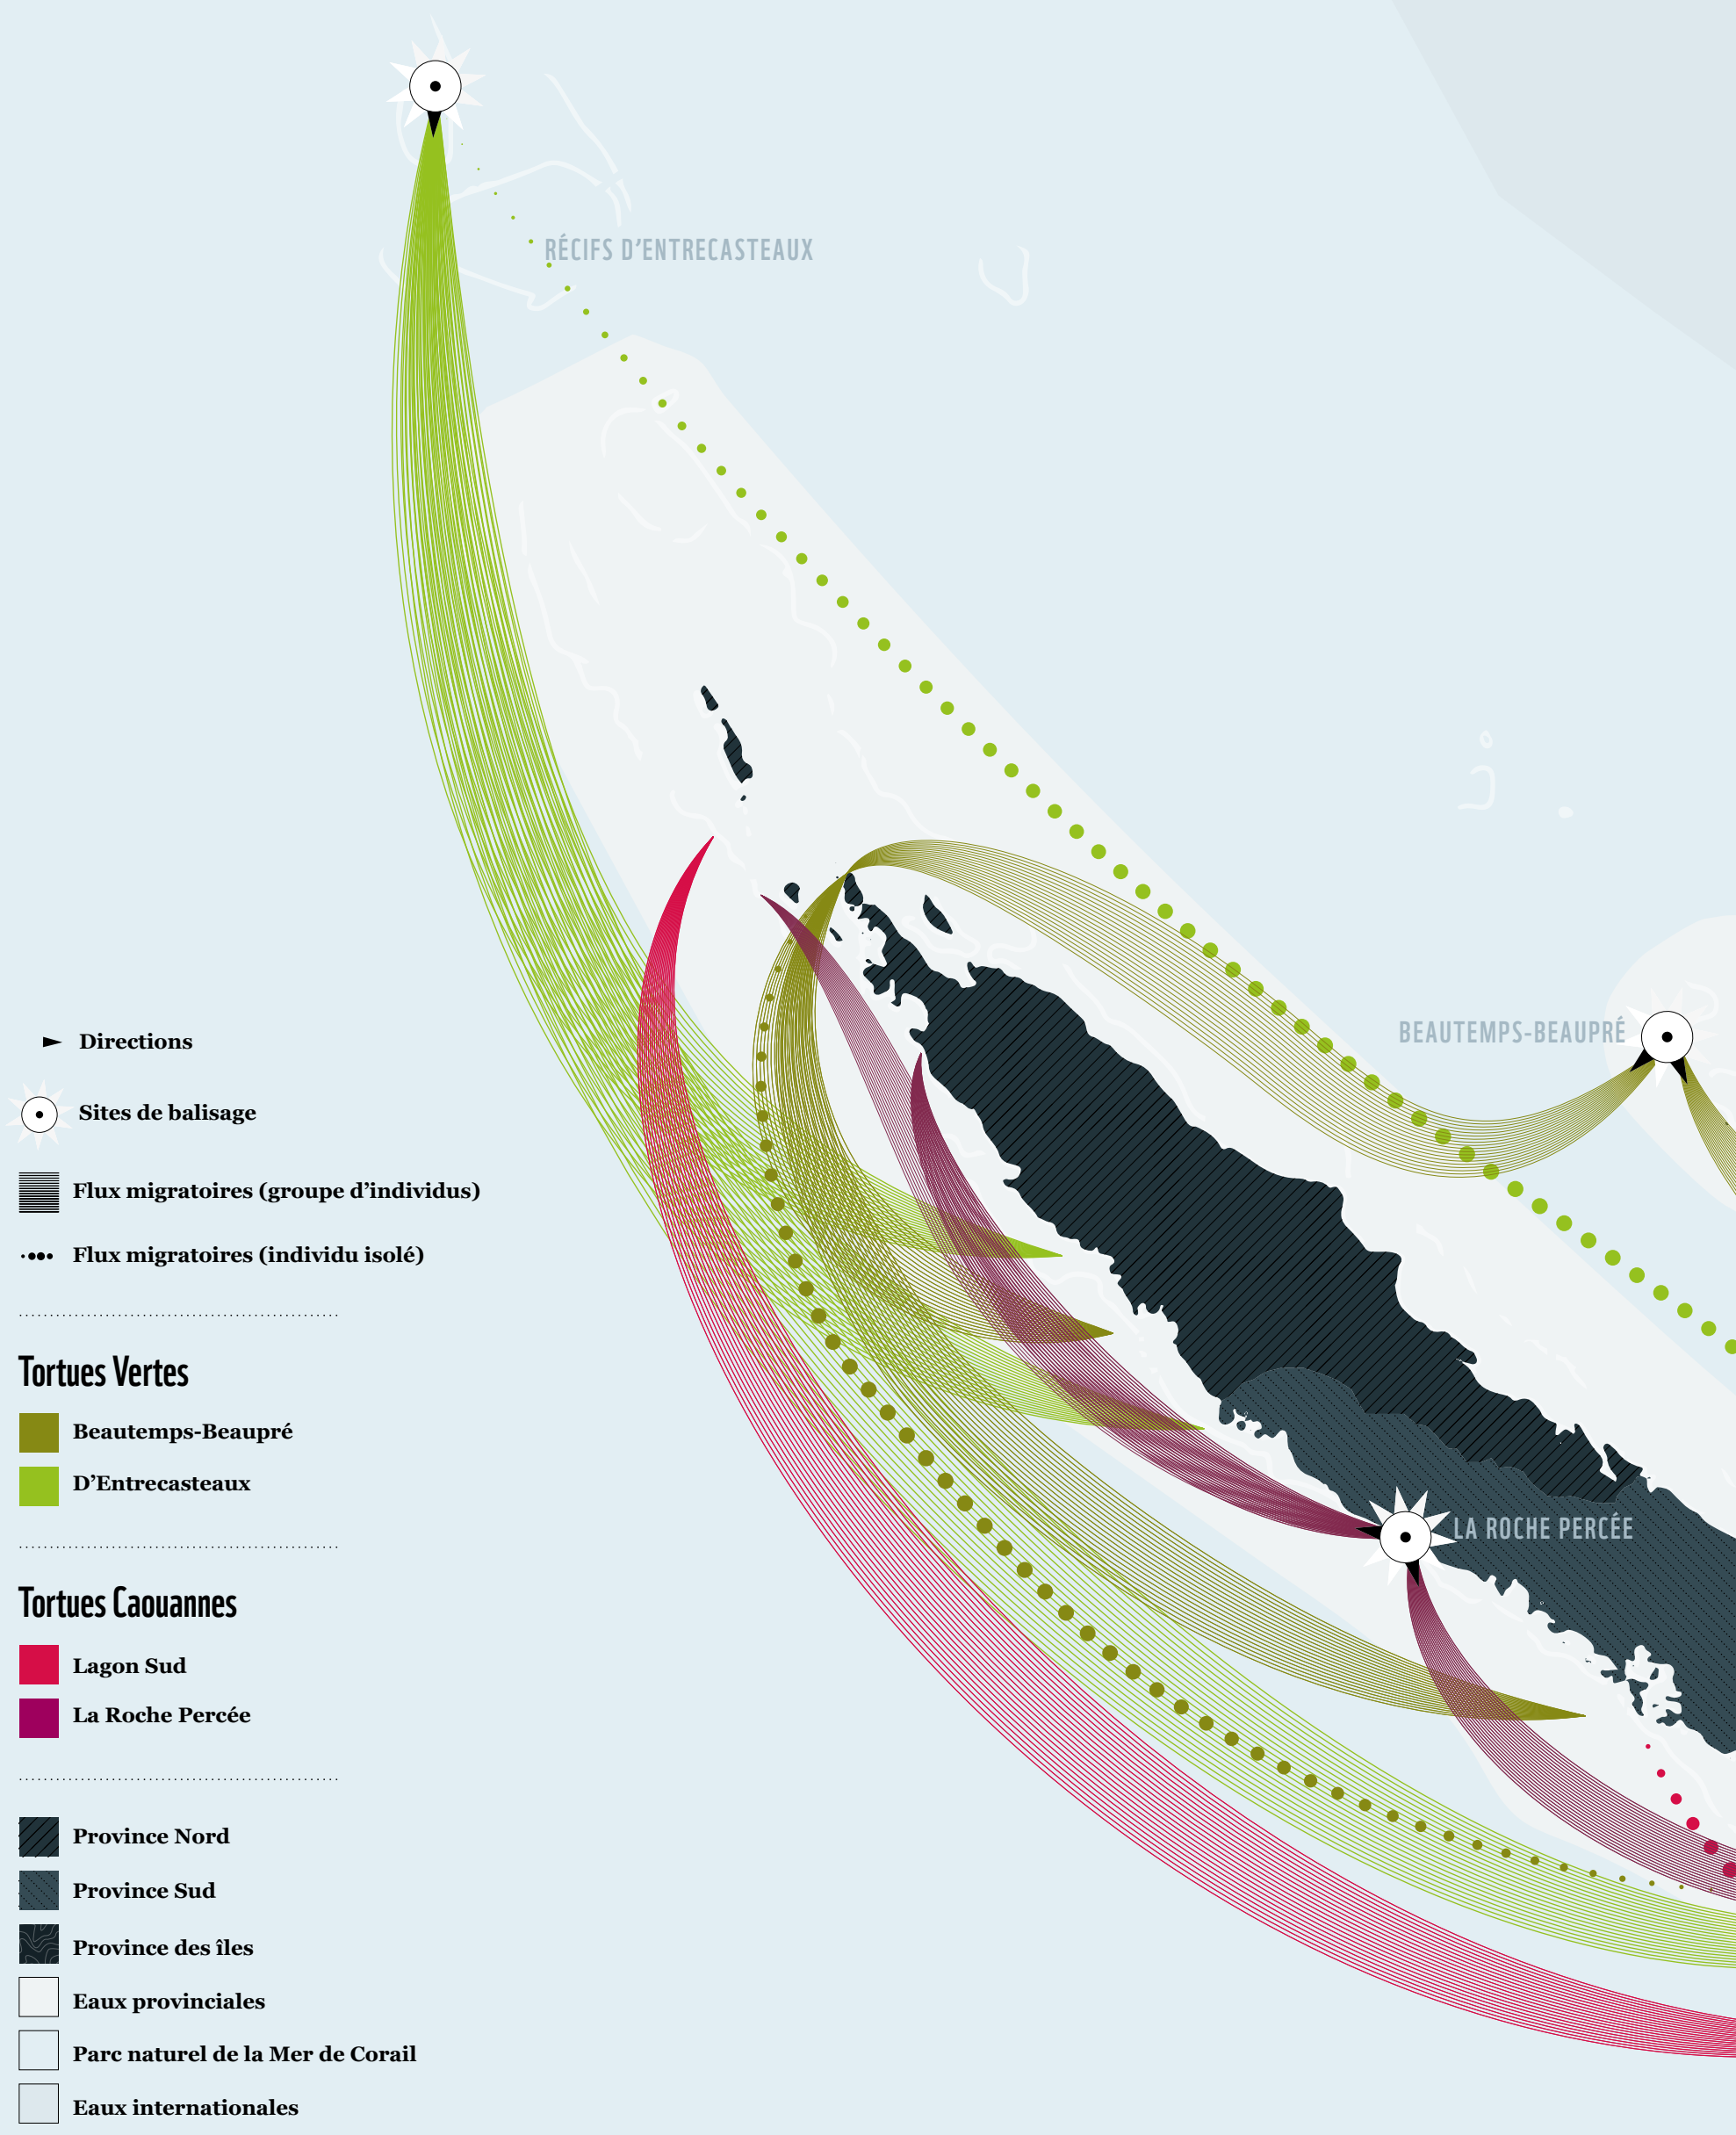 RÉCIFS D’ENTRECASTEAUX
BEAUTEMPS-BEAUPRÉ
LA ROCHE PERCÉE
Directions
Sites de balisage
Flux migratoires (groupe d’individus)
Flux migratoires (individu isolé)
Tortues Vertes
Beautemps-Beaupré
D’Entrecasteaux
Tortues Caouannes
Lagon Sud
La Roche Percée
Province Nord
Province Sud
Province des îles
Eaux provinciales
Parc naturel de la Mer de Corail
Eaux internationales